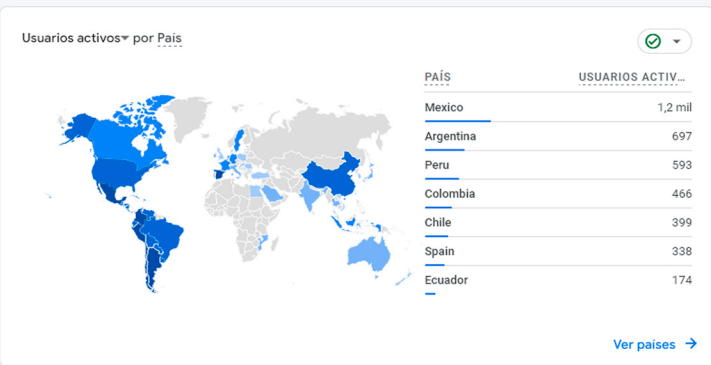 Usuarios activos por País
PAÍS USUARIOS ACTIV...
Mexico 1,2 mil
Argentina 697
Peru 593
Colombia 466
Chile 399
Spain 338
Ecuador 174
Ver países